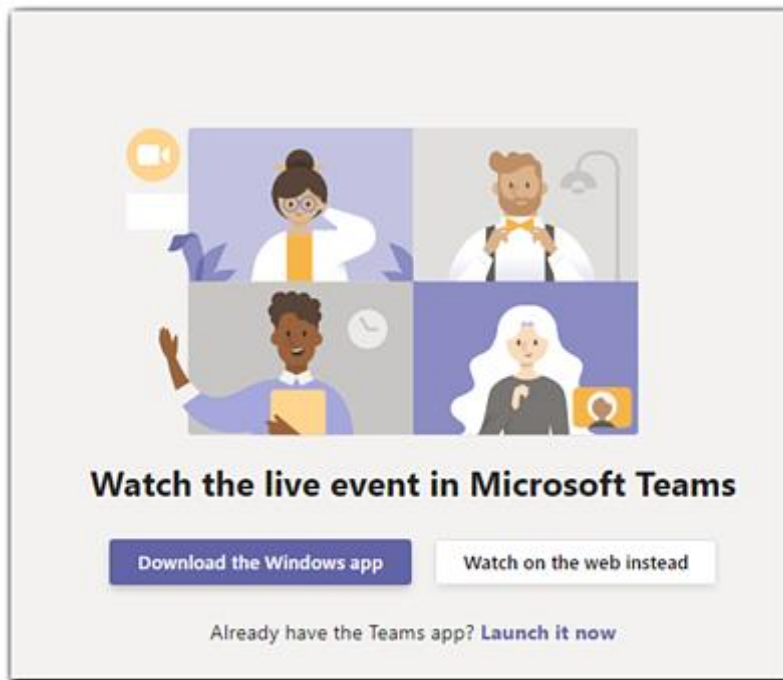 Watch the live event in Microsoft Teams
Download the Windows app
Watch on the web instead
Already have the Teams app? Launch it now